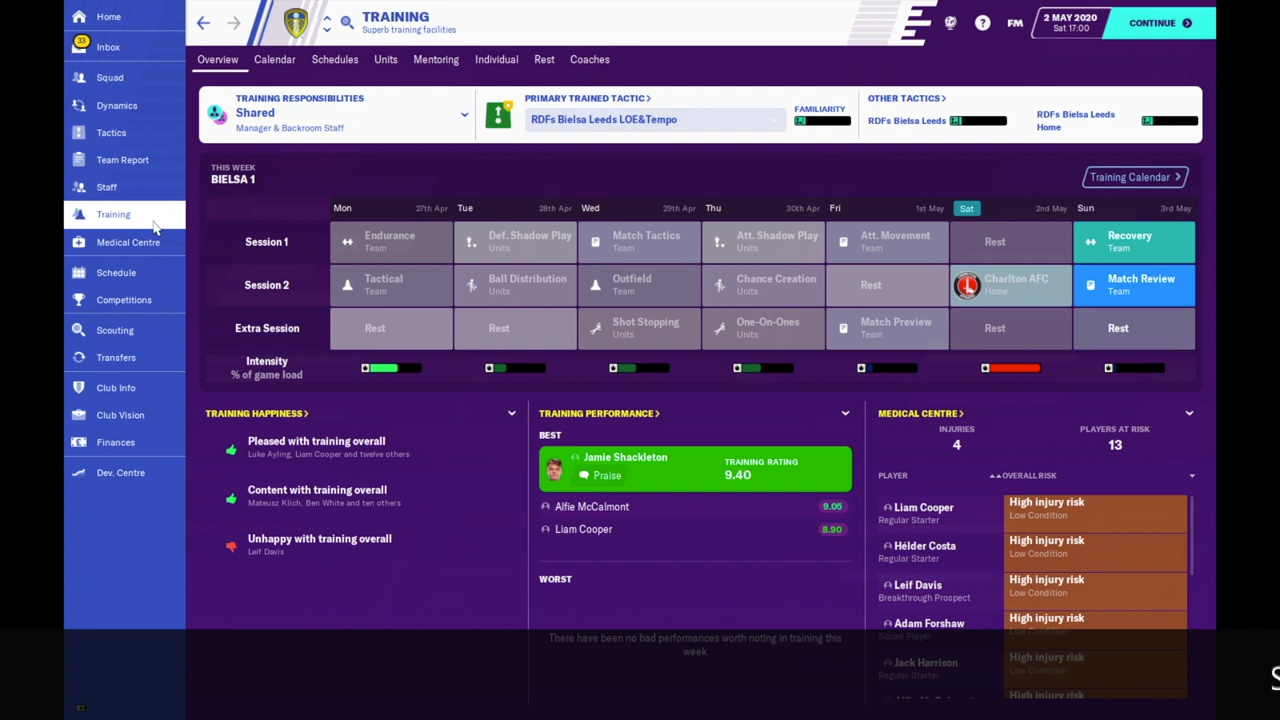 Home
33
Inbox
Squad
Dynamics
Tactics
Team Report
Staff
Training
Medical Centre
Schedule
Competitions
Scouting
Transfers
Club Info
Club Vision
Finances
Dev. Centre
TRAINING
Superb training facilities
?
FM
2 MAY 2020
Sat 17:00
CONTINUE
Overview
Calendar
Schedules
Units
Mentoring
Individual
Rest
Coaches
TRAINING RESPONSIBILITIES
Shared
Manager & Backroom Staff
PRIMARY TRAINED TACTIC >
RDFs Bielsa Leeds LOE&Tempo
FAMILIARITY
OTHER TACTICS >
RDFs Bielsa Leeds
RDFs Bielsa Leeds
Home
THIS WEEK
BIELSA 1
Training Calendar >
Mon 27th Apr
Tue 28th Apr
Wed 29th Apr
Thu 30th Apr
Fri 1st May
Sat 2nd May
Sun 3rd May
Session 1
Endurance
Team
Def. Shadow Play
Units
Match Tactics
Team
Att. Shadow Play
Units
Att. Movement
Team
Rest
Recovery
Team
Session 2
Tactical
Team
Ball Distribution
Units
Outfield
Team
Chance Creation
Units
Rest
Charlton AFC
Home
Match Review
Team
Extra Session
Rest
Rest
Shot Stopping
Units
One-On-Ones
Units
Match Preview
Team
Rest
Rest
Intensity
% of game load
TRAINING HAPPINESS >
Pleased with training overall
Luke Ayling, Liam Cooper and twelve others
Content with training overall
Mateusz Klich, Ben White and ten others
Unhappy with training overall
Leif Davis
TRAINING PERFORMANCE >
BEST
Jamie Shackleton
Praise
TRAINING RATING
9.40
Alfie McCalmont 9.05
Liam Cooper 8.90
WORST
There have been no bad performances worth noting in training this
week
MEDICAL CENTRE >
INJURIES
4
PLAYERS AT RISK
13
PLAYER
OVERALL RISK
Liam Cooper
Regular Starter
High injury risk
Low Condition
Hélder Costa
Regular Starter
High injury risk
Low Condition
Leif Davis
Breakthrough Prospect
High injury risk
Low Condition
Adam Forshaw
Squad Player
High injury risk
Low Condition
Jack Harrison
Regular Starter
High injury risk
Low Condition
High injury risk